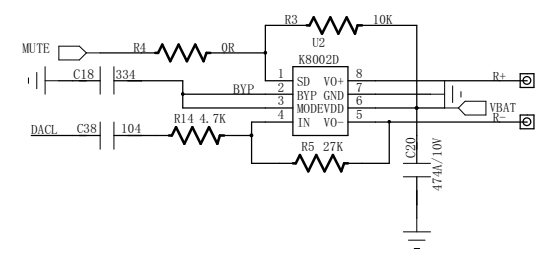 R3 10K
U2
MUTE R4 0R
K8002D
C18 334
1 SD VO+ 8 R+
BYP 2 BYP GND 7
3 MODEVDD 6 VBAT
DACL C38 104 R14 4.7K 4 IN VO- 5 R-
R5 27K
C20
474A/10V